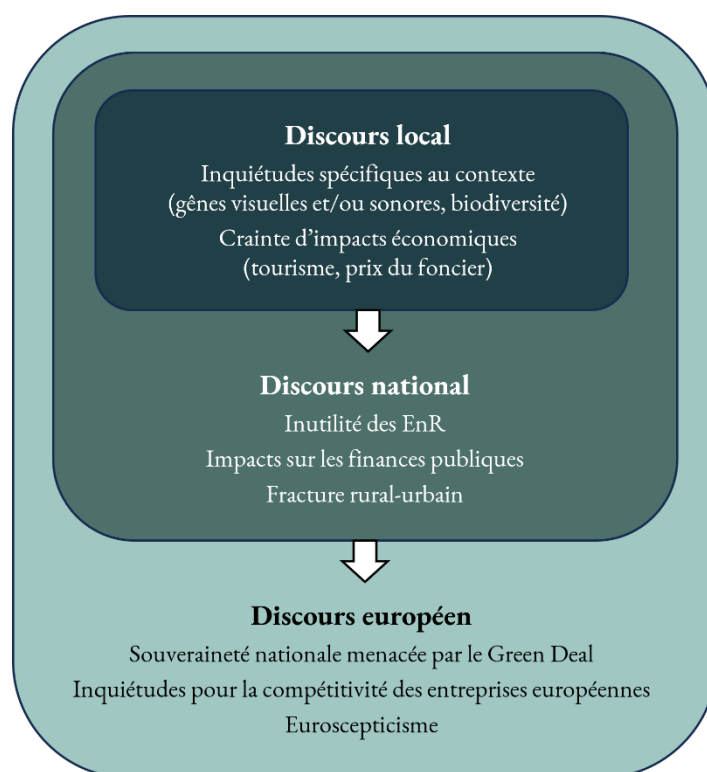 Discours local
Inquiétudes spécifiques au contexte
(gênes visuelles et/ou sonores, biodiversité)
Crainte d’impacts économiques
(tourisme, prix du foncier)
Discours national
Inutilité des EnR
Impacts sur les finances publiques
Fracture rural-urbain
Discours européen
Souveraineté nationale menacée par le Green Deal
Inquiétudes pour la compétitivité des entreprises européennes
Euroscepticisme